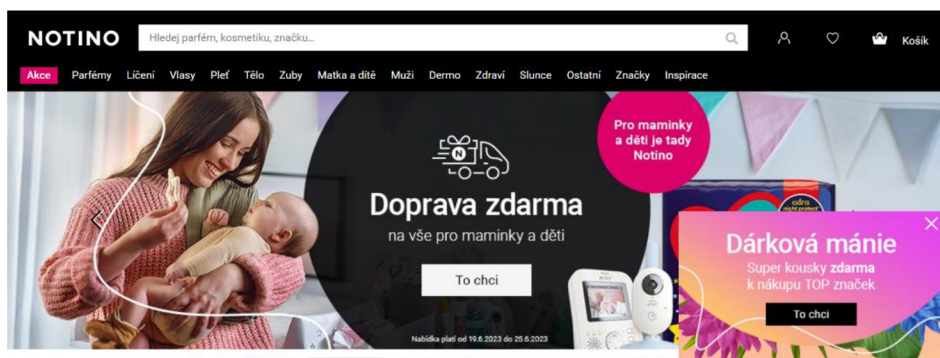 NOTINO
Hledej parfém, kosmetiku, značku...
Košík
Akce Parfémy Líčení Vlasy Pleť Tělo Zuby Matka a dítě Muži Dermo Zdraví Slunce Ostatní Značky Inspirace
Pro maminky
a děti je tady
Notino
N
Doprava zdarma
na vše pro maminky a děti
To chci
Nabídka platí od 19.6.2023 do 25.6.2023
Dárková mánie
Super kousky zdarma
k nákupu TOP značek
To chci